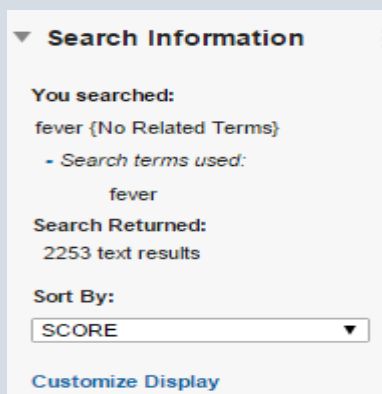 Search Information
You searched:
fever {No Related Terms}
- Search terms used:
fever
Search Returned:
2253 text results
Sort By:
SCORE
Customize Display